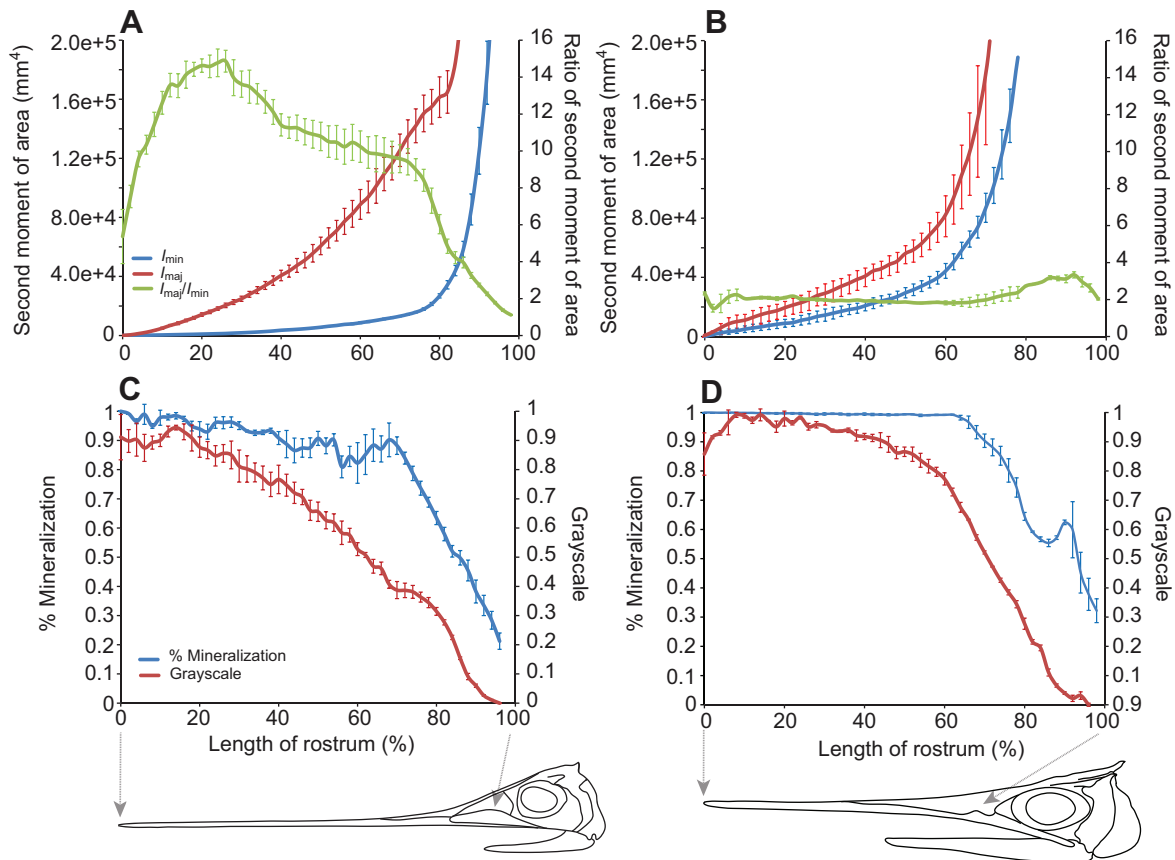 A
B
Second moment of area (mm4)
2.0e+5
1.6e+5
1.2e+5
8.0e+4
4.0e+4
0
16
14
12
10
8
6
4
2
0
Ratio of second moment of area
Imin
Imaj
Imaj/Imin
0 20 40 60 80 100
Second moment of area (mm4)
2.0e+5
1.6e+5
1.2e+5
8.0e+4
4.0e+4
0
16
14
12
10
8
6
4
2
0
Ratio of second moment of area
0 20 40 60 80 100
C
D
% Mineralization
1
0.9
0.8
0.7
0.6
0.5
0.4
0.3
0.2
0.1
0
1
0.9
0.8
0.7
0.6
0.5
0.4
0.3
0.2
0.1
0
Grayscale
% Mineralization
Grayscale
0 20 40 60 80 100
Length of rostrum (%)
% Mineralization
1
0.9
0.8
0.7
0.6
0.5
0.4
0.3
0.2
0.1
0
1
0.9
0.8
0.7
0.6
0.5
0.4
0.3
0.2
0.1
0.9
Grayscale
0 20 40 60 80 100
Length of rostrum (%)